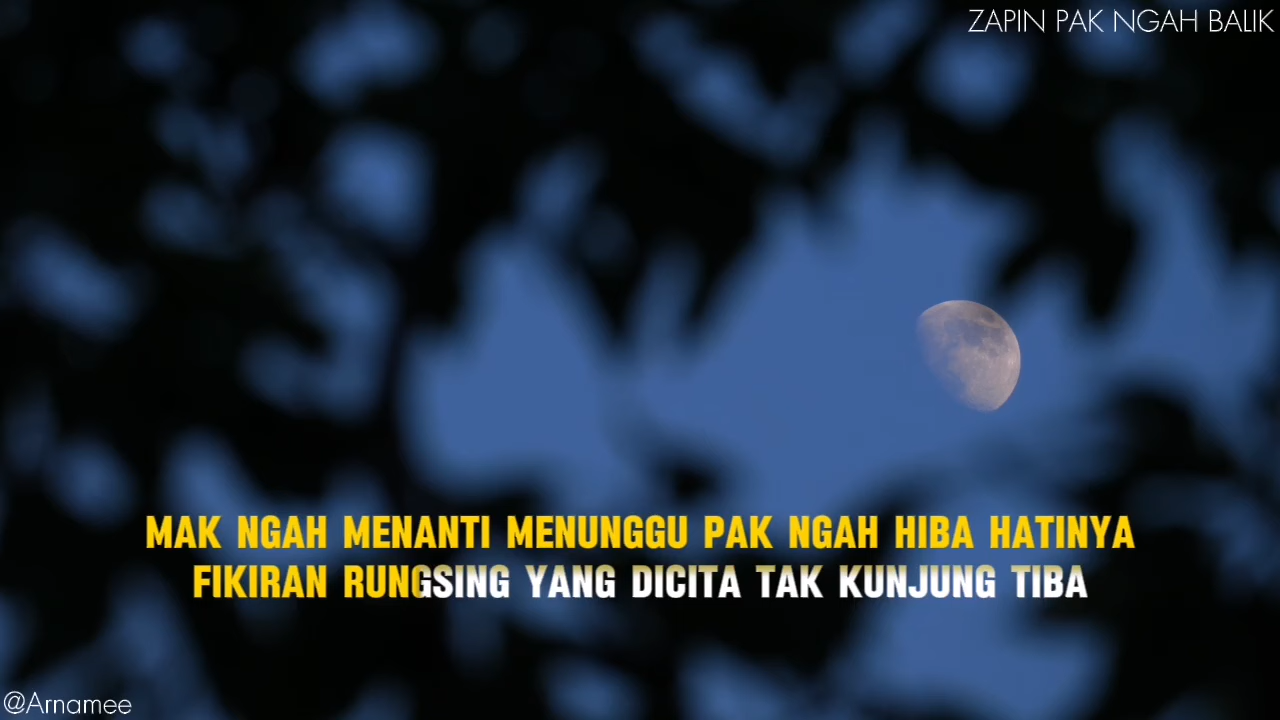 ZAPIN PAK NGAH BALIK
MAK NGAH MENANTI MENUNGGU PAK NGAH HIBA HATINYA
FIKIRAN RUNGSING YANG DICITA TAK KUNJUNG TIBA
@Arnamee